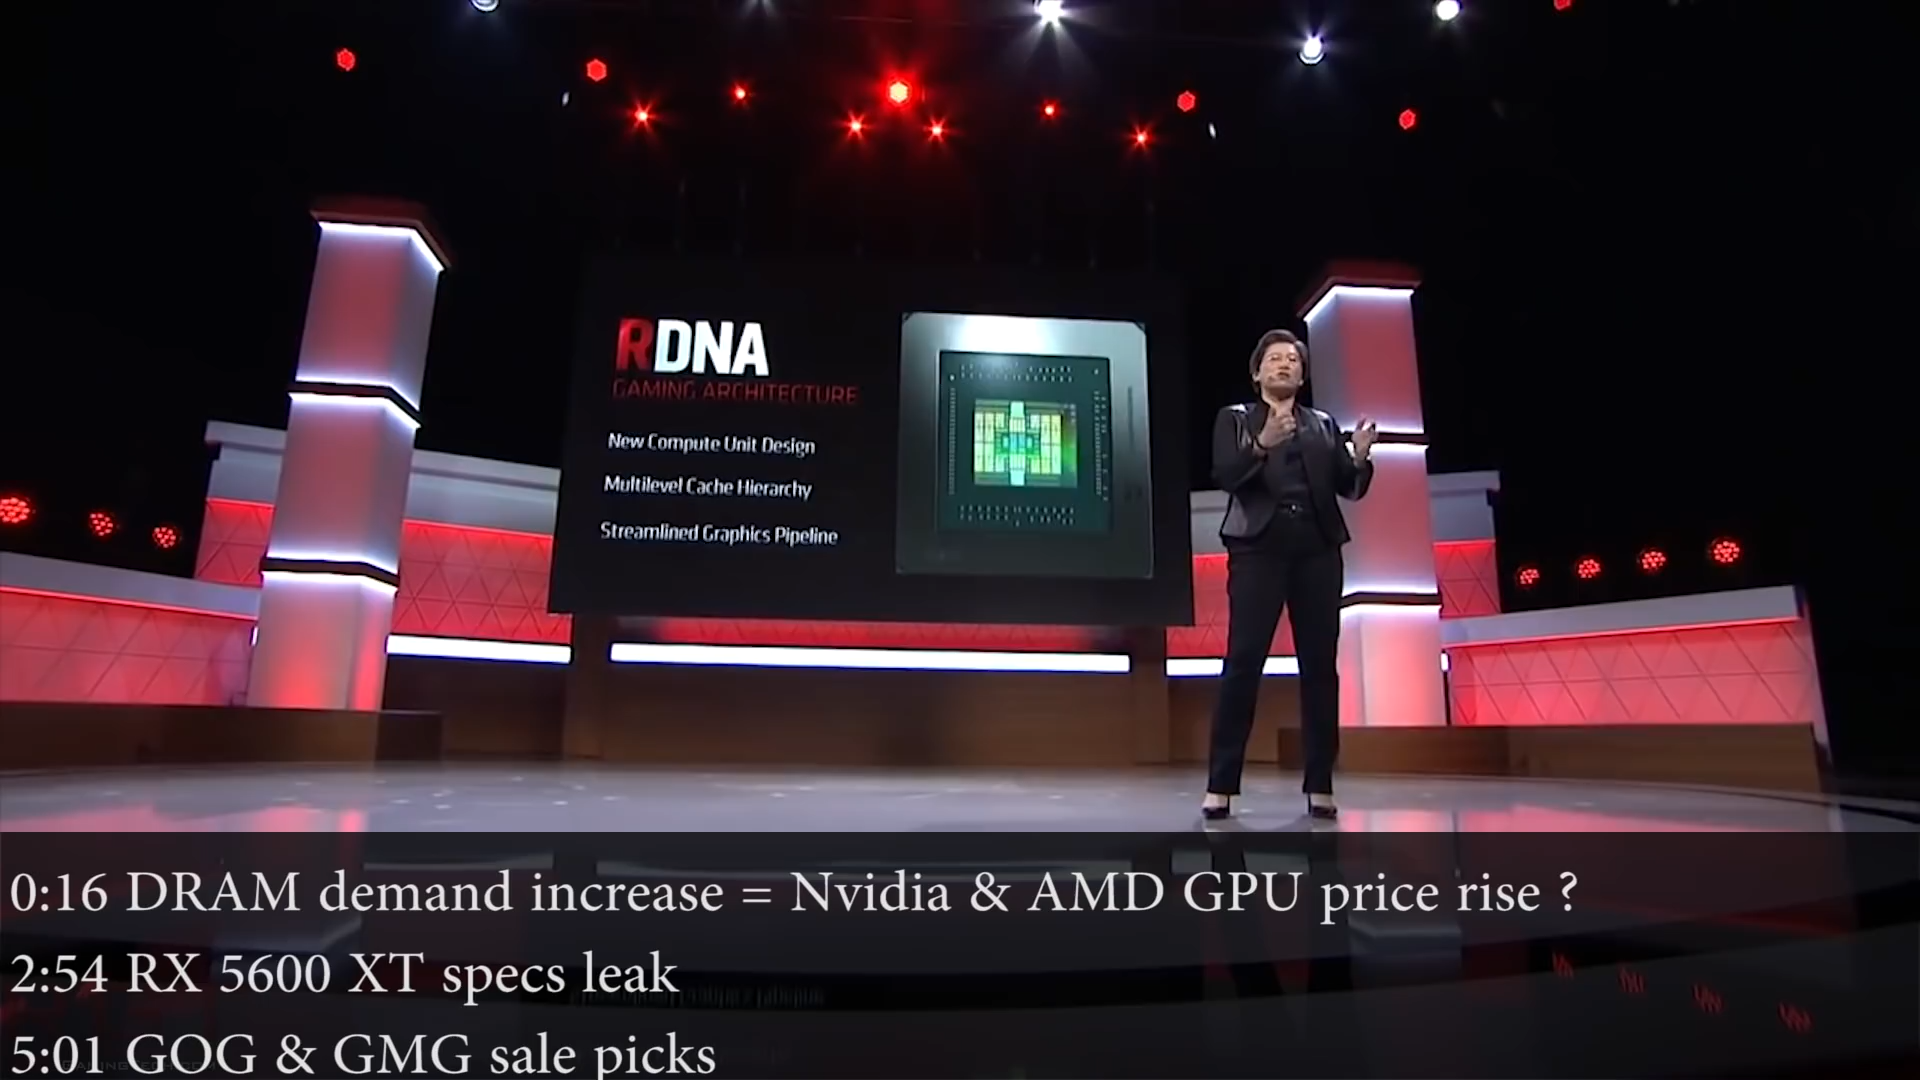 RDNA
GAMING ARCHITECTURE
New Compute Unit Design
Multilevel Cache Hierarchy
Streamlined Graphics Pipeline
0:16 DRAM demand increase = Nvidia & AMD GPU price rise ?
2:54 RX 5600 XT specs leak
5:01 GOG & GMG sale picks